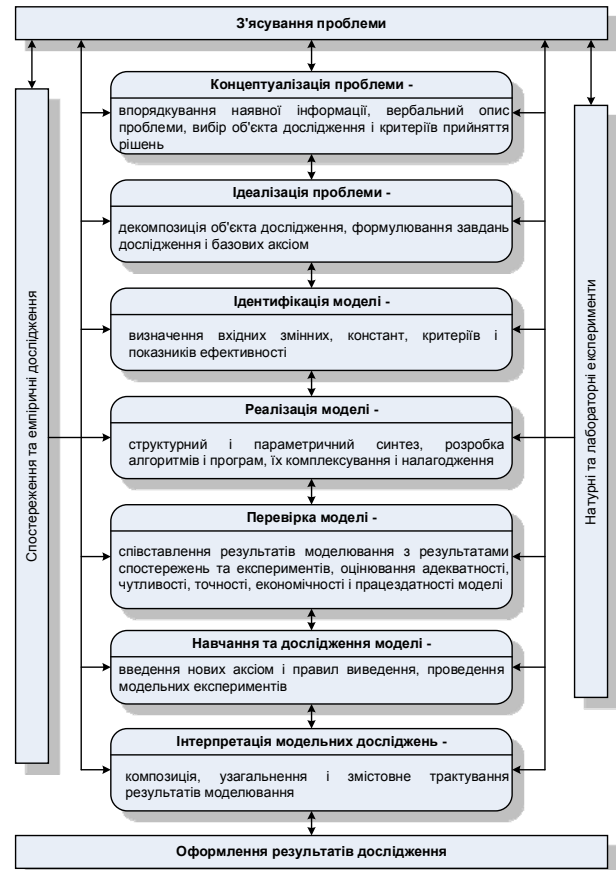 З'ясування проблеми
Концептуалізація проблеми -
впорядкування наявної інформації, вербальний опис
проблеми, вибір об'єкта дослідження і критеріїв прийняття
рішень
Ідеалізація проблеми -
декомпозиція об'єкта дослідження, формулювання завдань
дослідження і базових аксіом
Ідентифікація моделі -
визначення вхідних змінних, констант, критеріїв і
показників ефективності
Реалізація моделі -
структурний і параметричний синтез, розробка
алгоритмів і програм, їх комплексування і налагодження
Перевірка моделі -
співставлення результатів моделювання з результатами
спостережень та експериментів, оцінювання адекватності,
чутливості, точності, економічності і працездатності моделі
Навчання та дослідження моделі -
введення нових аксіом і правил виведення, проведення
модельних експериментів
Інтерпретація модельних досліджень -
композиція, узагальнення і змістовне трактування
результатів моделювання
Оформлення результатів дослідження
Спостереження та емпіричні дослідження
Натурні та лабораторні експерименти